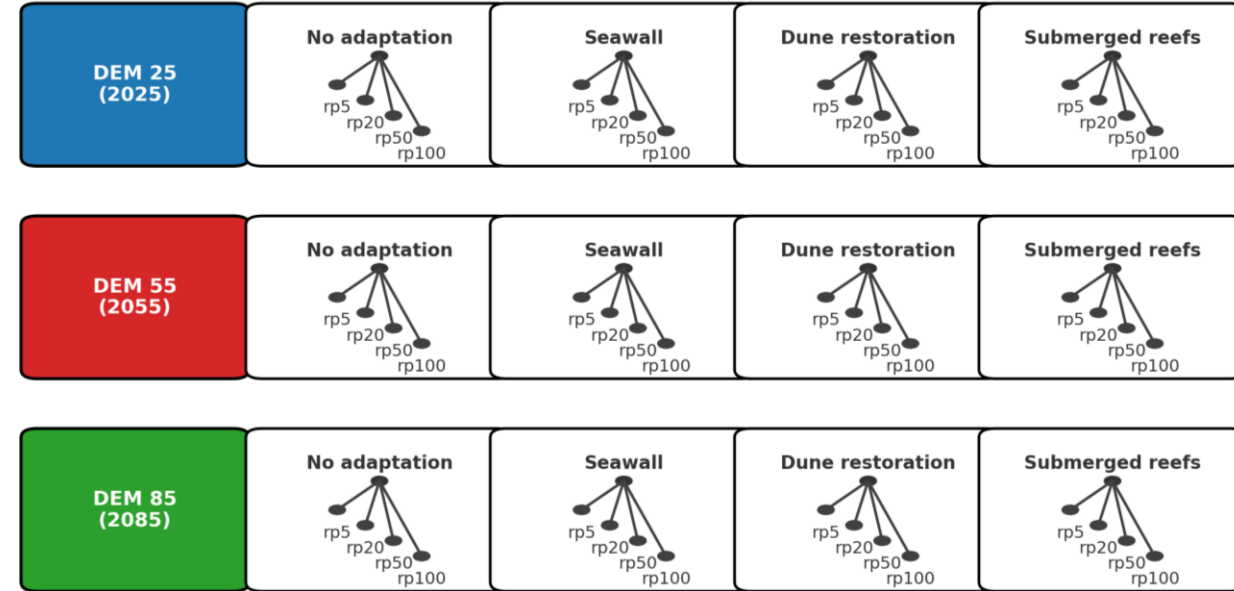 DEM 25
(2025)
No adaptation
rp5
rp20
rp50
rp100
Seawall
rp5
rp20
rp50
rp100
Dune restoration
rp5
rp20
rp50
rp100
Submerged reefs
rp5
rp20
rp50
rp100
DEM 55
(2055)
No adaptation
rp5
rp20
rp50
rp100
Seawall
rp5
rp20
rp50
rp100
Dune restoration
rp5
rp20
rp50
rp100
Submerged reefs
rp5
rp20
rp50
rp100
DEM 85
(2085)
No adaptation
rp5
rp20
rp50
rp100
Seawall
rp5
rp20
rp50
rp100
Dune restoration
rp5
rp20
rp50
rp100
Submerged reefs
rp5
rp20
rp50
rp100